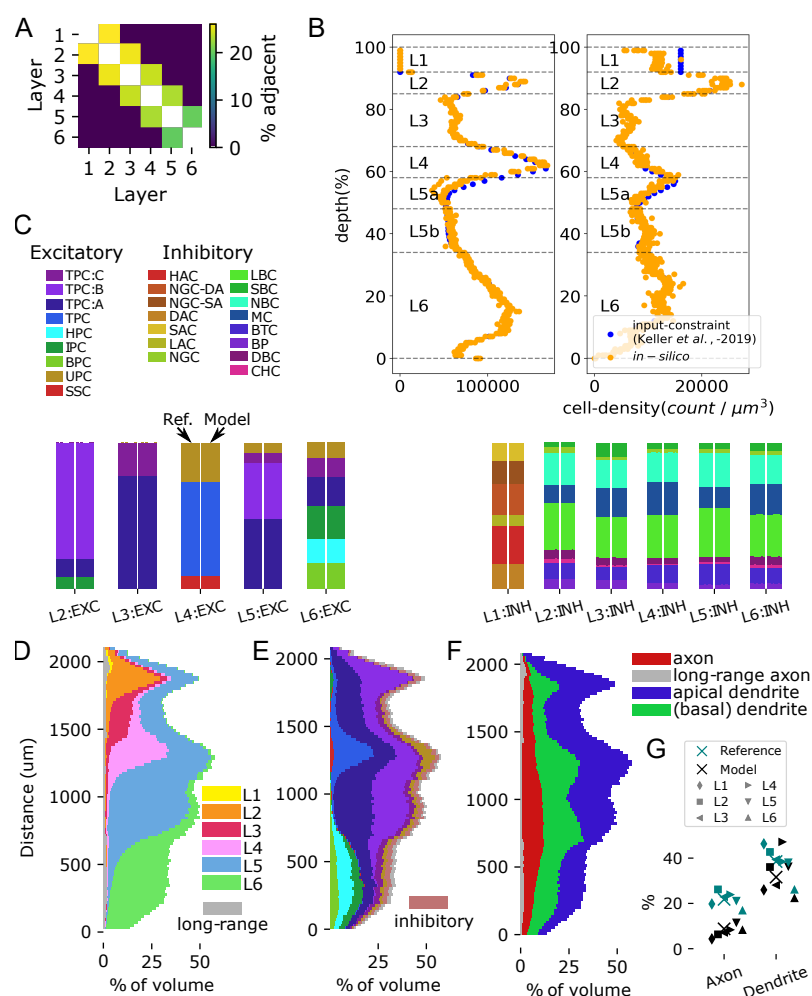 A
Layer
1
2
3
4
5
6
1 2 3 4 5 6
Layer
0
10
20
% adjacent
B
depth(%)
100
80
60
40
20
0
L1
L2
L3
L4
L5a
L5b
L6
100000
L1
L2
L3
L4
L5a
L5b
L6
input-constraint
(Keller et al. , -2019)
in − silico
0 20000
cell-density(count / μm³)
C
Excitatory
TPC:C
TPC:B
TPC:A
TPC
HPC
IPC
BPC
UPC
SSC
Inhibitory
HAC
NGC-DA
NGC-SA
DAC
SAC
LAC
NGC
LBC
SBC
NBC
MC
BTC
BP
DBC
CHC
Ref. Model
L2:EXC L3:EXC L4:EXC L5:EXC L6:EXC
L1:INH L2:INH L3:INH L4:INH L5:INH L6:INH
D
Distance (um)
2000
1500
1000
500
0
L1
L2
L3
L4
L5
L6
long-range
0 25 50
% of volume
E
2000
1500
1000
500
0
inhibitory
25 50
% of volume
F
2000
1500
1000
500
0
0 25 50
% of volume
axon
long-range axon
apical dendrite
(basal) dendrite
G
Reference
Model
L1
L2
L3
L4
L5
L6
%
40
20
0
Axon
Dendrite